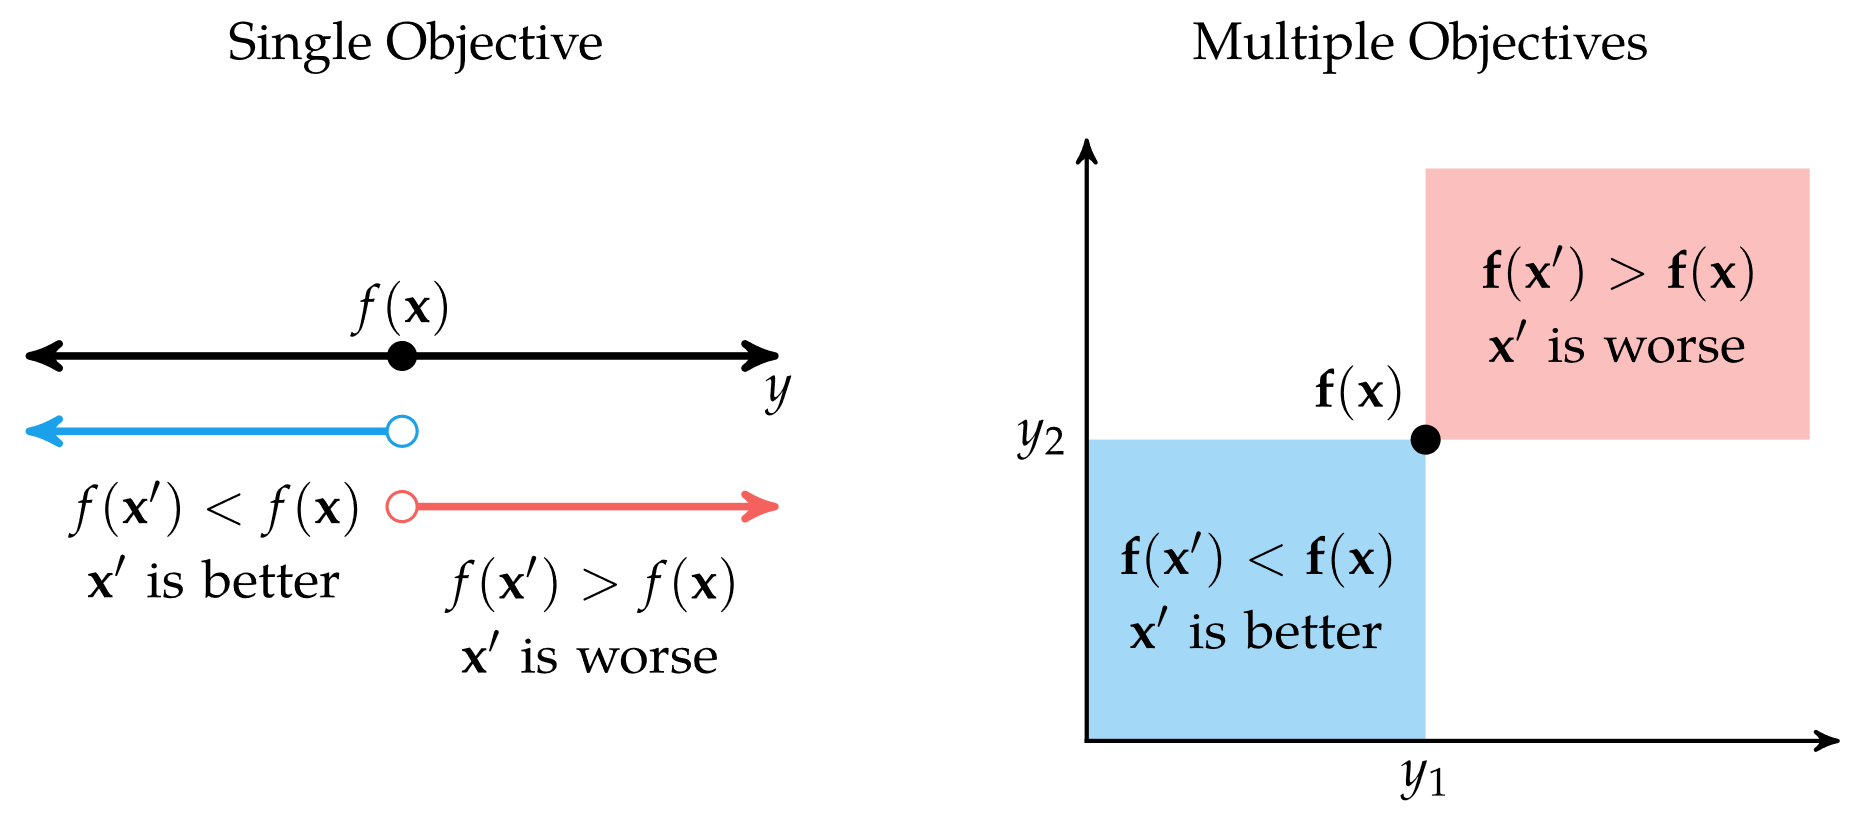 Single Objective
f(x)
y
f(x′) < f(x)
x′ is better
f(x′) > f(x)
x′ is worse
Multiple Objectives
f(x′) > f(x)
x′ is worse
f(x)
y₂
f(x′) < f(x)
x′ is better
y₁